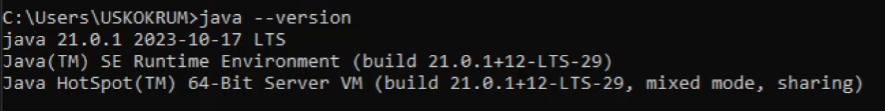 C:\Users\USKOKRUM>java --version
java 21.0.1 2023-10-17 LTS
Java(TM) SE Runtime Environment (build 21.0.1+12-LTS-29)
Java HotSpot(TM) 64-Bit Server VM (build 21.0.1+12-LTS-29, mixed mode, sharing)